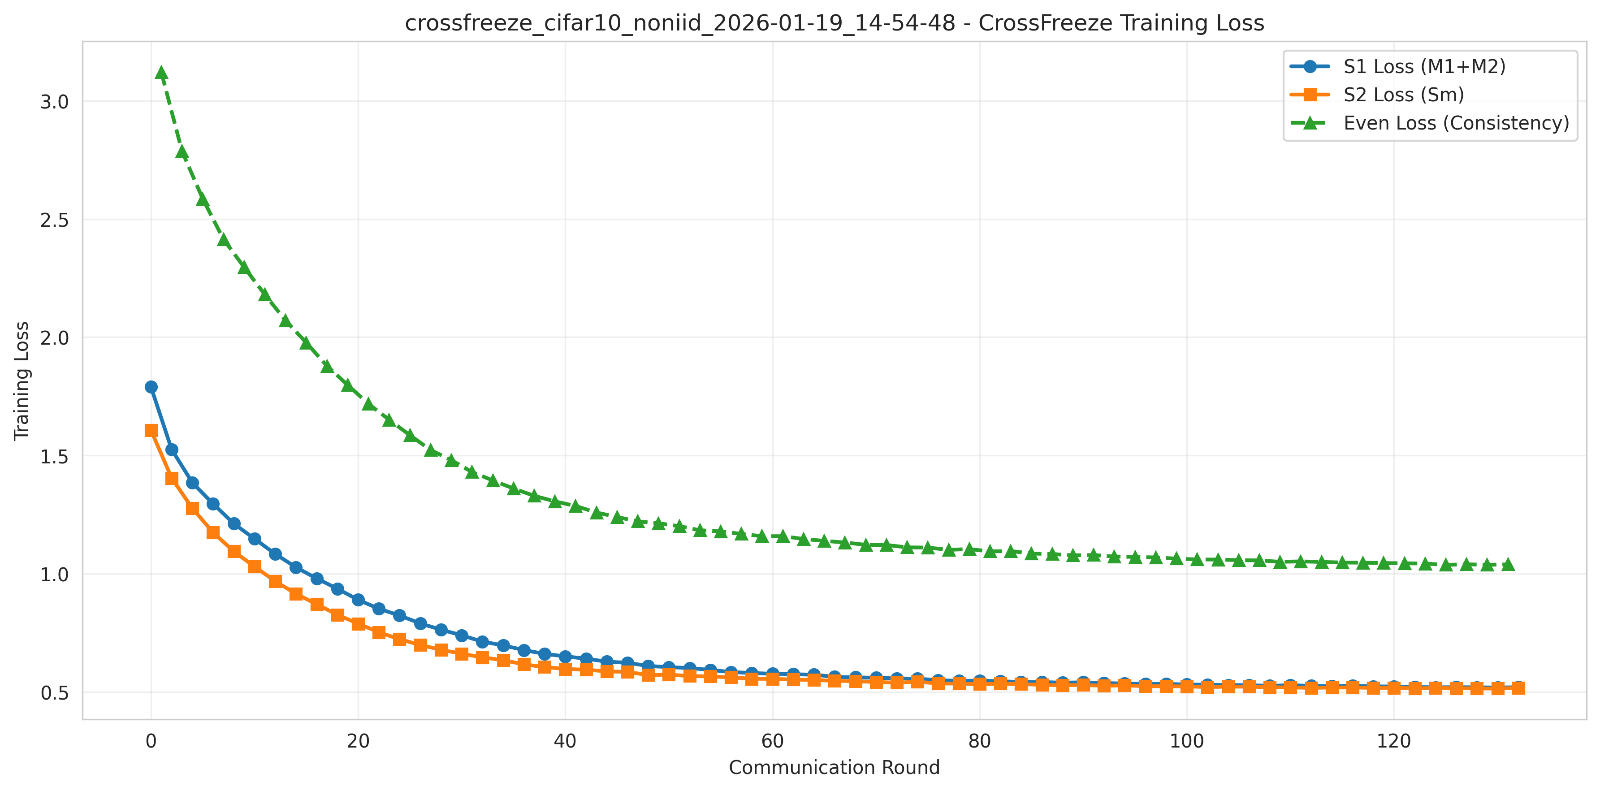 crossfreeze_cifar10_noniid_2026-01-19_14-54-48 - CrossFreeze Training Loss
S1 Loss (M1+M2)
S2 Loss (Sm)
Even Loss (Consistency)
Training Loss
3.0
2.5
2.0
1.5
1.0
0.5
0 20 40 60 80 100 120
Communication Round